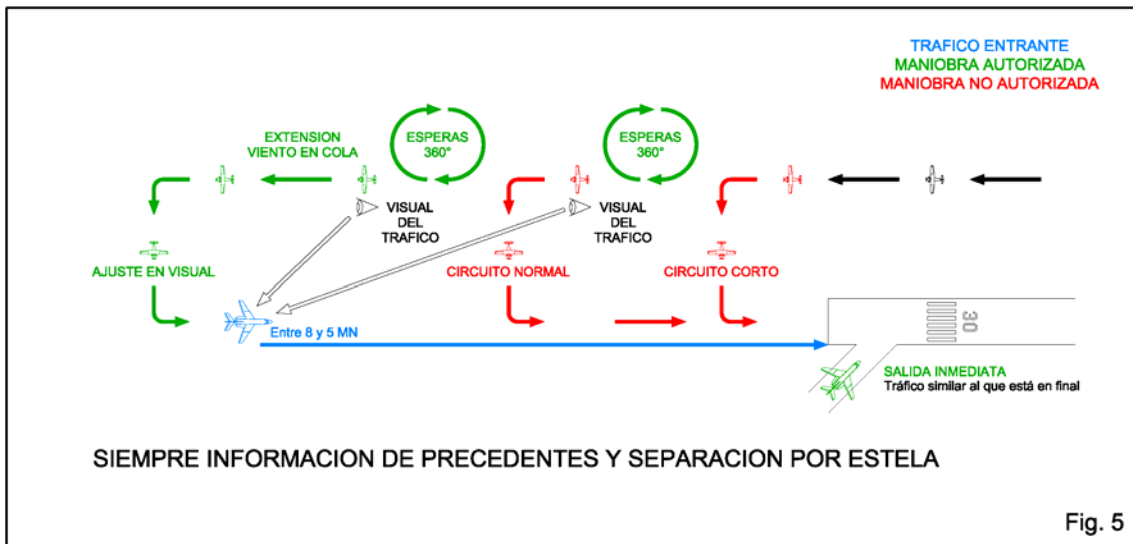 TRAFICO ENTRANTE
MANIOBRA AUTORIZADA
MANIOBRA NO AUTORIZADA
EXTENSION
VIENTO EN COLA
ESPERAS
360°
ESPERAS
360°
VISUAL
DEL
TRAFICO
VISUAL
DEL
TRAFICO
AJUSTE EN VISUAL
CIRCUITO NORMAL
CIRCUITO CORTO
Entre 8 y 5 MN
30
SALIDA INMEDIATA
Tráfico similar al que está en final
SIEMPRE INFORMACION DE PRECEDENTES Y SEPARACION POR ESTELA
Fig. 5